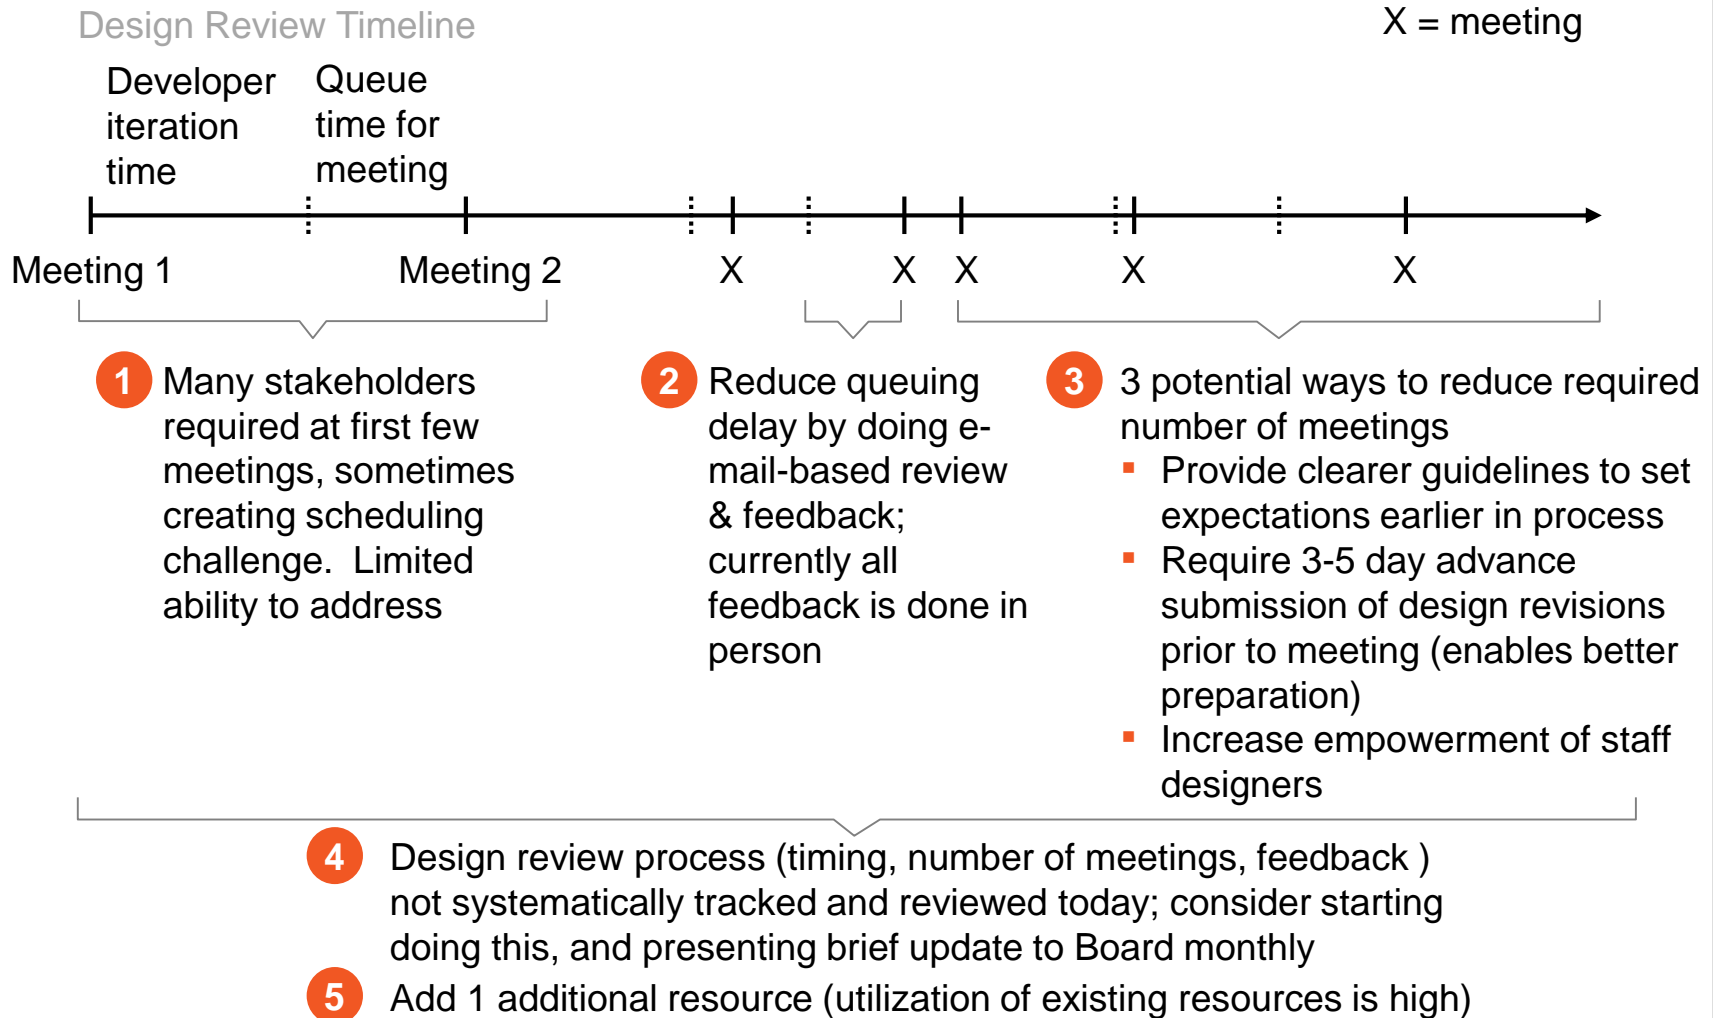 Design Review Timeline
X = meeting
Developer
iteration
time
Queue
time for
meeting
Meeting 1
Meeting 2
X
X
X
X
X
1
Many stakeholders
required at first few
meetings, sometimes
creating scheduling
challenge.  Limited
ability to address
2
Reduce queuing
delay by doing e-
mail-based review
& feedback;
currently all
feedback is done in
person
3
3 potential ways to reduce required
number of meetings
▪ Provide clearer guidelines to set
expectations earlier in process
▪ Require 3-5 day advance
submission of design revisions
prior to meeting (enables better
preparation)
▪ Increase empowerment of staff
designers
4
Design review process (timing, number of meetings, feedback )
not systematically tracked and reviewed today; consider starting
doing this, and presenting brief update to Board monthly
5
Add 1 additional resource (utilization of existing resources is high)